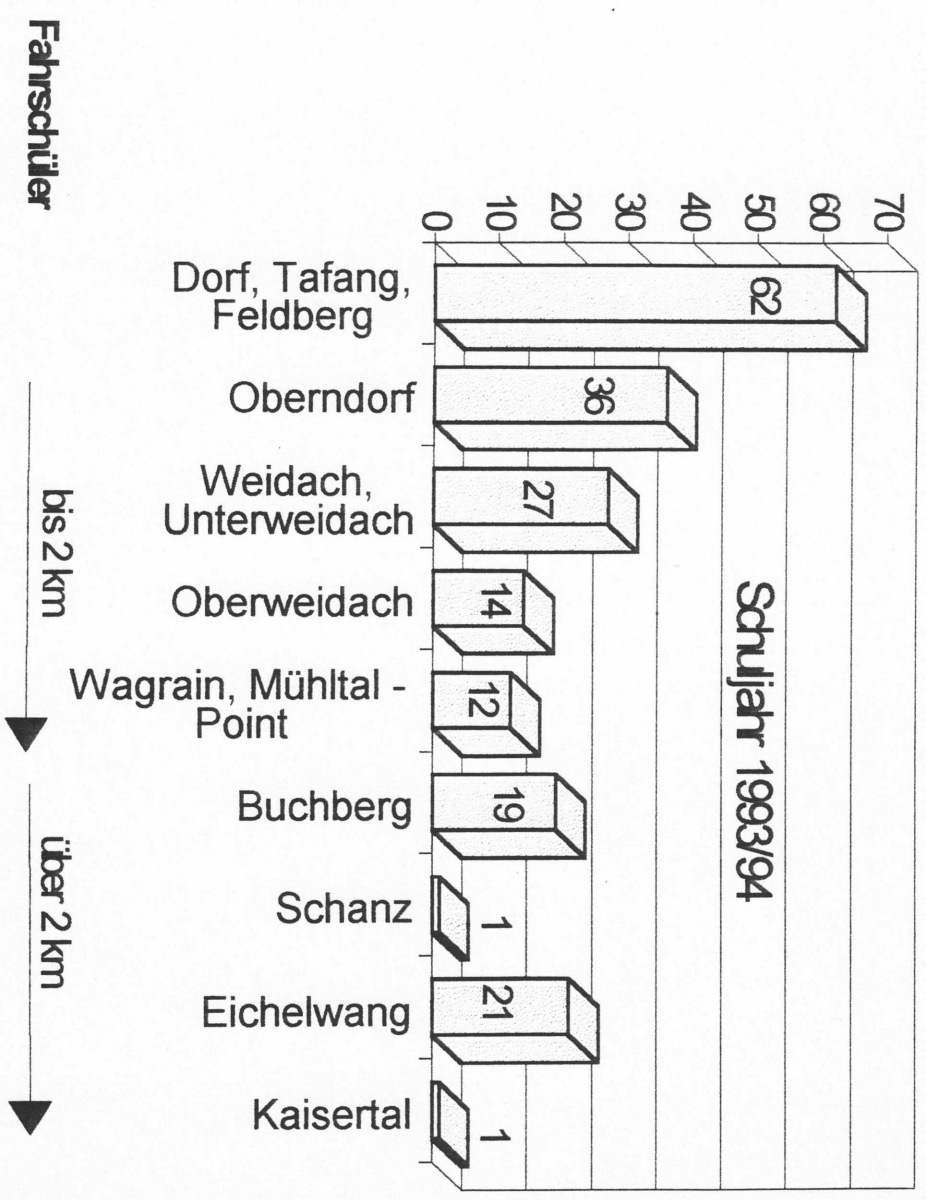 Schuljahr 1993/94
70
60
50
40
30
20
10
0
62
36
27
14
12
19
1
21
1
Dorf, Tafang,
Feldberg
Oberndorf
Weidach,
Unterweidach
Oberweidach
Wagrain, Mühltal -
Point
Buchberg
Schanz
Eichelwang
Kaisertal
Fahrschüler
bis 2 km
über 2 km